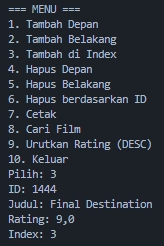 === MENU ===
1. Tambah Depan
2. Tambah Belakang
3. Tambah di Index
4. Hapus Depan
5. Hapus Belakang
6. Hapus berdasarkan ID
7. Cetak
8. Cari Film
9. Urutkan Rating (DESC)
10. Keluar
Pilih: 3
ID: 1444
Judul: Final Destination
Rating: 9,0
Index: 3